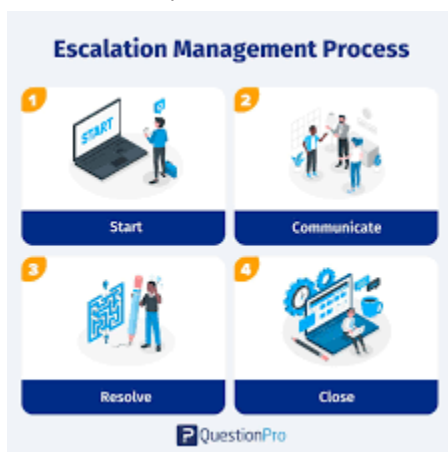 Escalation Management Process
1
START
Start
2
Communicate
3
Resolve
4
Close
QuestionPro